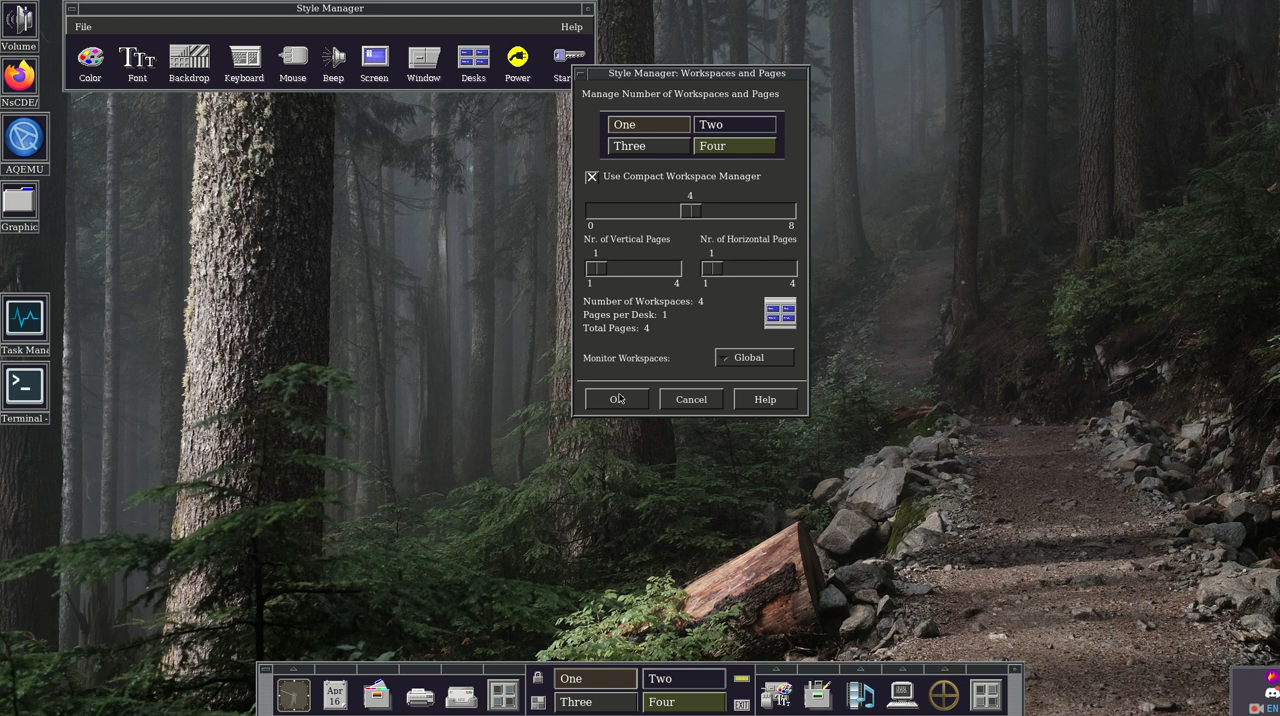 Style Manager
File
Help
Color
Font
Backdrop
Keyboard
Mouse
Beep
Screen
Window
Desks
Power
Star
Volume
NsCDE/
AQEMU
Graphic
Task Mana
Terminal -
Style Manager: Workspaces and Pages
Manage Number of Workspaces and Pages
One
Two
Three
Four
Use Compact Workspace Manager
4
0
8
Nr. of Vertical Pages
Nr. of Horizontal Pages
1
1
1
4
1
4
Number of Workspaces: 4
Pages per Desk: 1
Total Pages: 4
Monitor Workspaces:
Global
Cancel
Help
Apr
16
One
Two
Three
Four
EXIT
EN